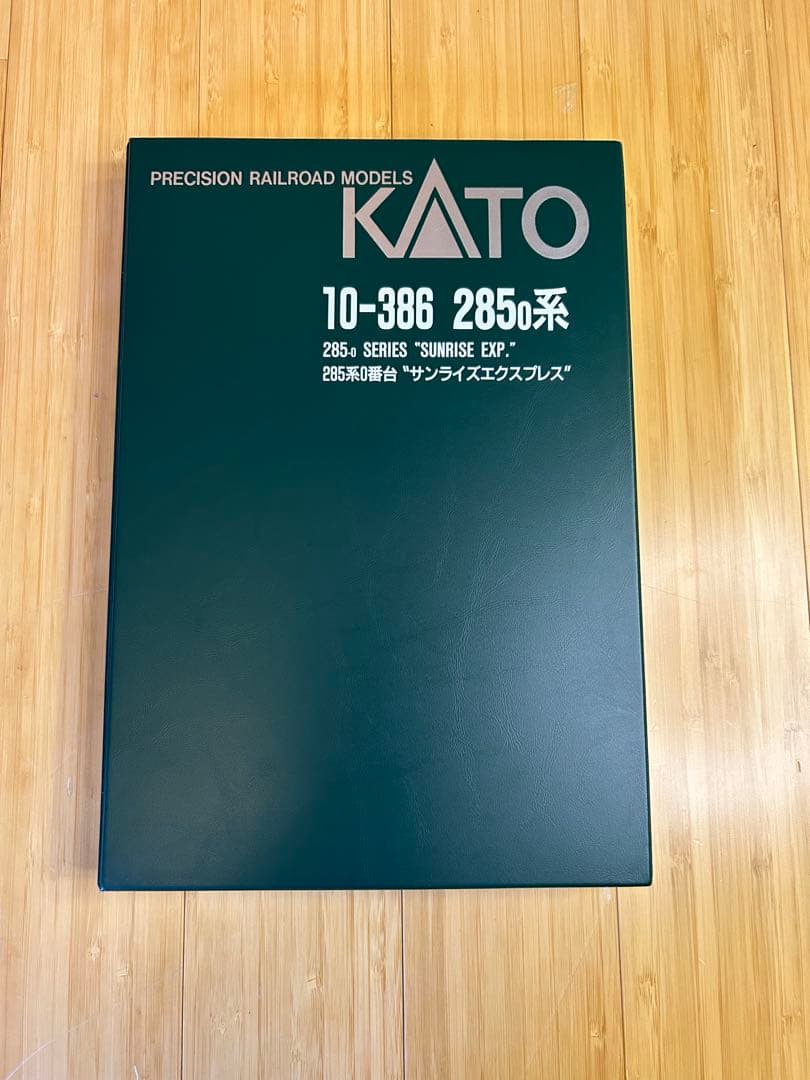 PRECISION RAILROAD MODELS
KATO
10-386 2850系
285-0 SERIES "SUNRISE EXP."
285系0番台 "サンライズエクスプレス"